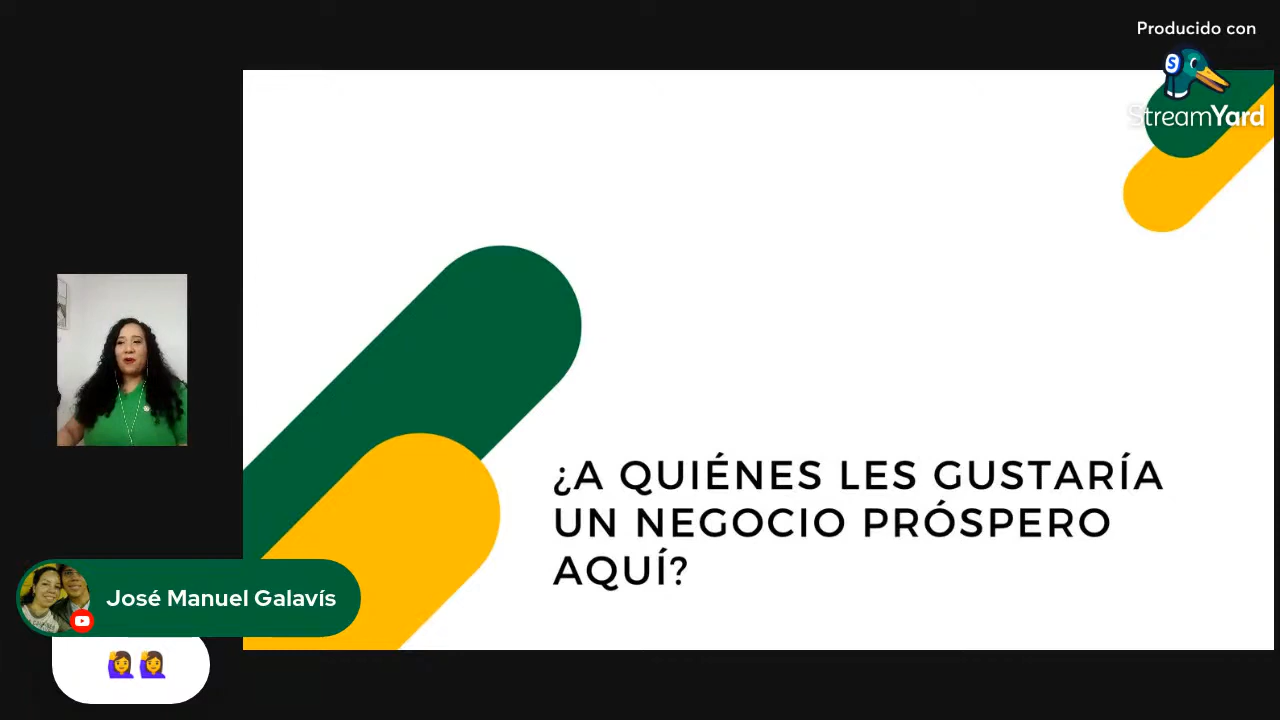 Producido con
StreamYard
¿A QUIÉNES LES GUSTARÍA
UN NEGOCIO PRÓSPERO
AQUÍ?
José Manuel Galavís
🙋‍♀️🙋‍♀️